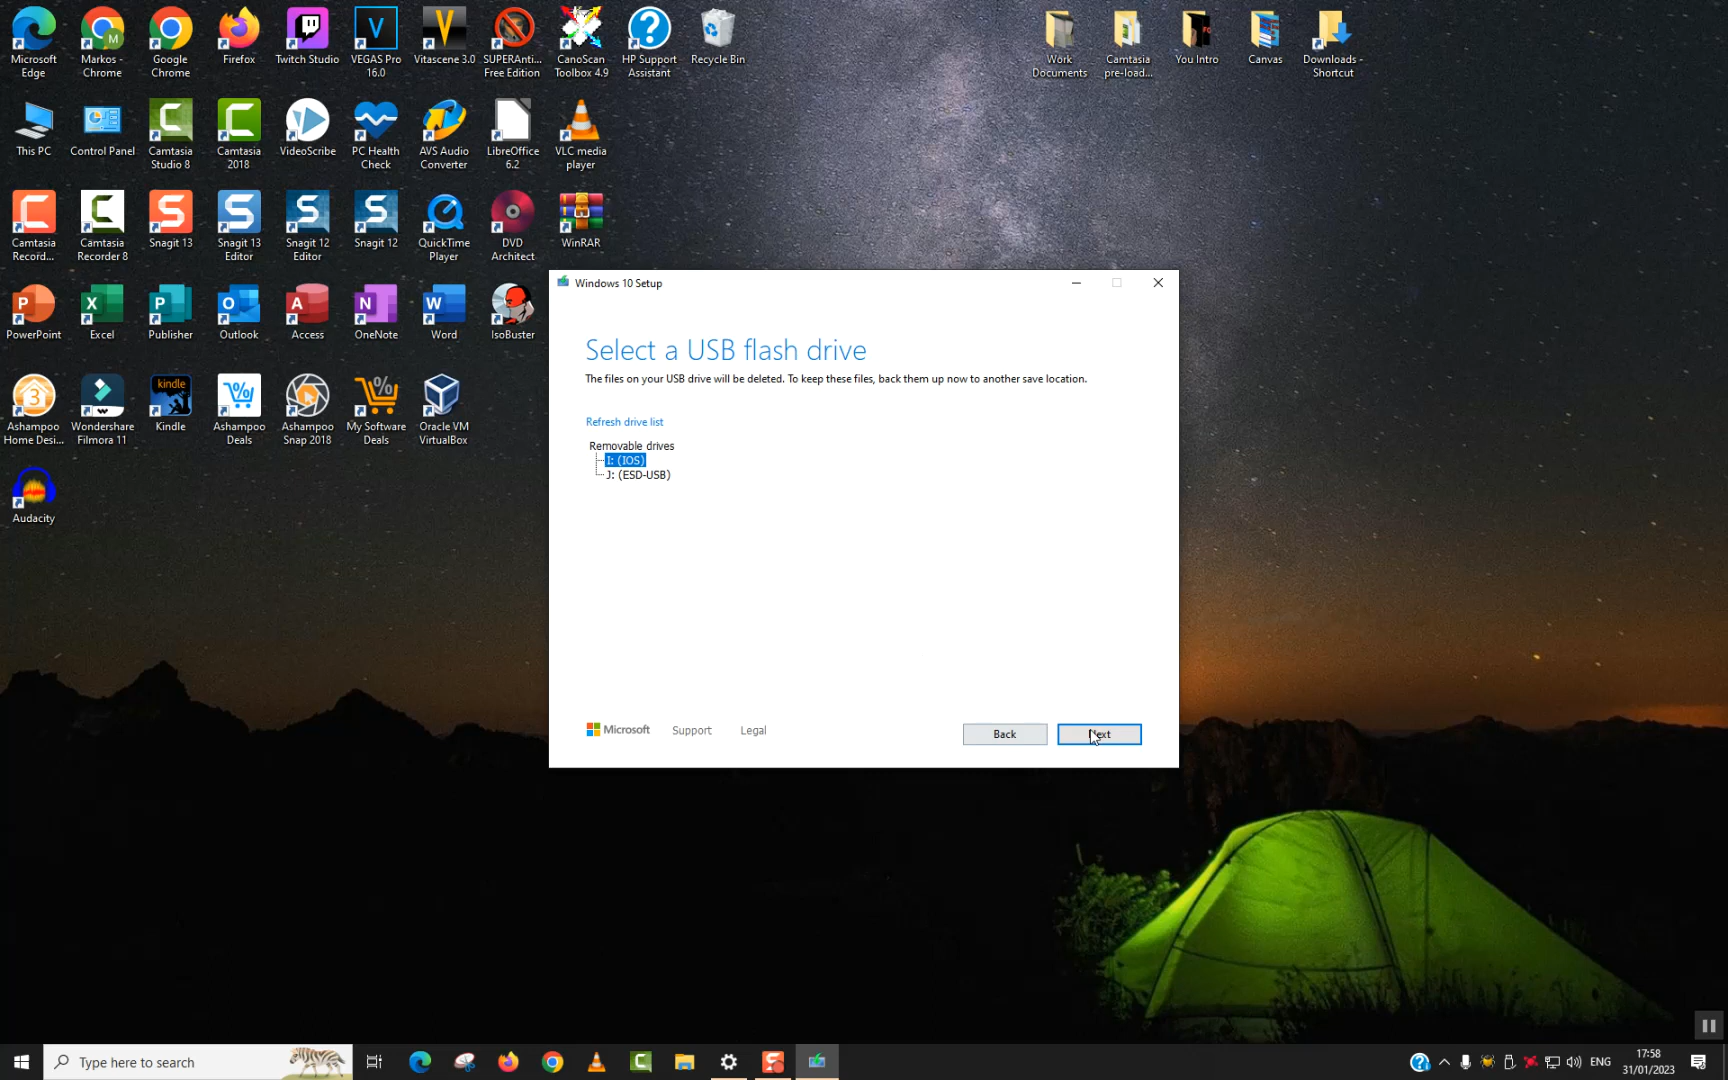 Microsoft Edge
Markos - Chrome
Google Chrome
Firefox
Twitch Studio
VEGAS Pro 16.0
Vitascene 3.0
SUPERAnti... Free Edition
CanoScan Toolbox 4.9
HP Support Assistant
Recycle Bin
Work Documents
Camtasia pre-load...
You Intro
Canvas
Downloads - Shortcut
This PC
Control Panel
Camtasia Studio 8
Camtasia 2018
VideoScribe
PC Health Check
AVS Audio Converter
LibreOffice 6.2
VLC media player
Camtasia Record...
Camtasia Recorder 8
Snagit 13
Snagit 13 Editor
Snagit 12 Editor
Snagit 12
QuickTime Player
DVD Architect
WinRAR
PowerPoint
Excel
Publisher
Outlook
Access
OneNote
Word
IsoBuster
Ashampoo Home Desi...
Wondershare Filmora 11
kindle
Kindle
Ashampoo Deals
Ashampoo Snap 2018
My Software Deals
Oracle VM VirtualBox
Audacity
Windows 10 Setup
Select a USB flash drive
The files on your USB drive will be deleted. To keep these files, back them up now to another save location.
Refresh drive list
Removable drives
I: (IOS)
J: (ESD-USB)
Microsoft
Support
Legal
Back
Next
Type here to search
ENG
17:58
31/01/2023